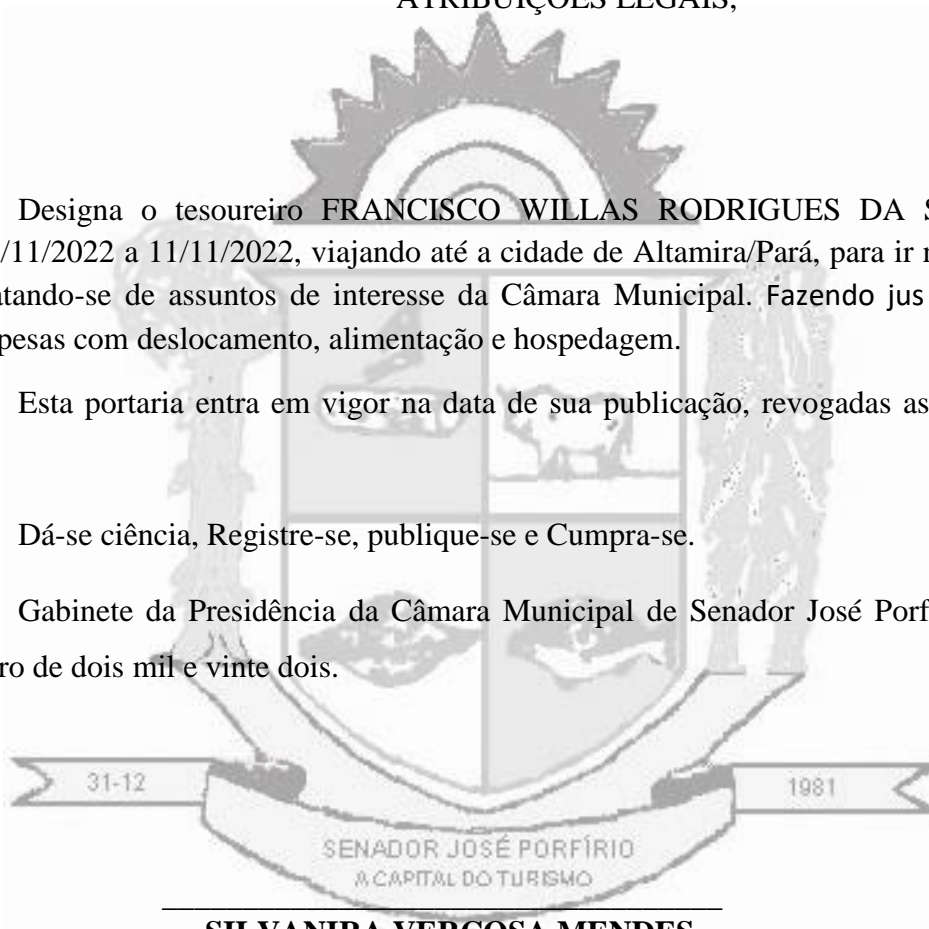 ATRIBUIÇÕES LEGAIS;
Designa o tesoureiro FRANCISCO WILLAS RODRIGUES DA S
/11/2022 a 11/11/2022, viajando até a cidade de Altamira/Pará, para ir
atando-se de assuntos de interesse da Câmara Municipal. Fazendo jus
pesas com deslocamento, alimentação e hospedagem.
Esta portaria entra em vigor na data de sua publicação, revogadas as
Dá-se ciência, Registre-se, publique-se e Cumpra-se.
Gabinete da Presidência da Câmara Municipal de Senador José Porf
ro de dois mil e vinte dois.
31-12
1981
SENADOR JOSÉ PORFÍRIO
A CAPITAL DO TURISMO
SILVANIRA VERÇOSA MENDES